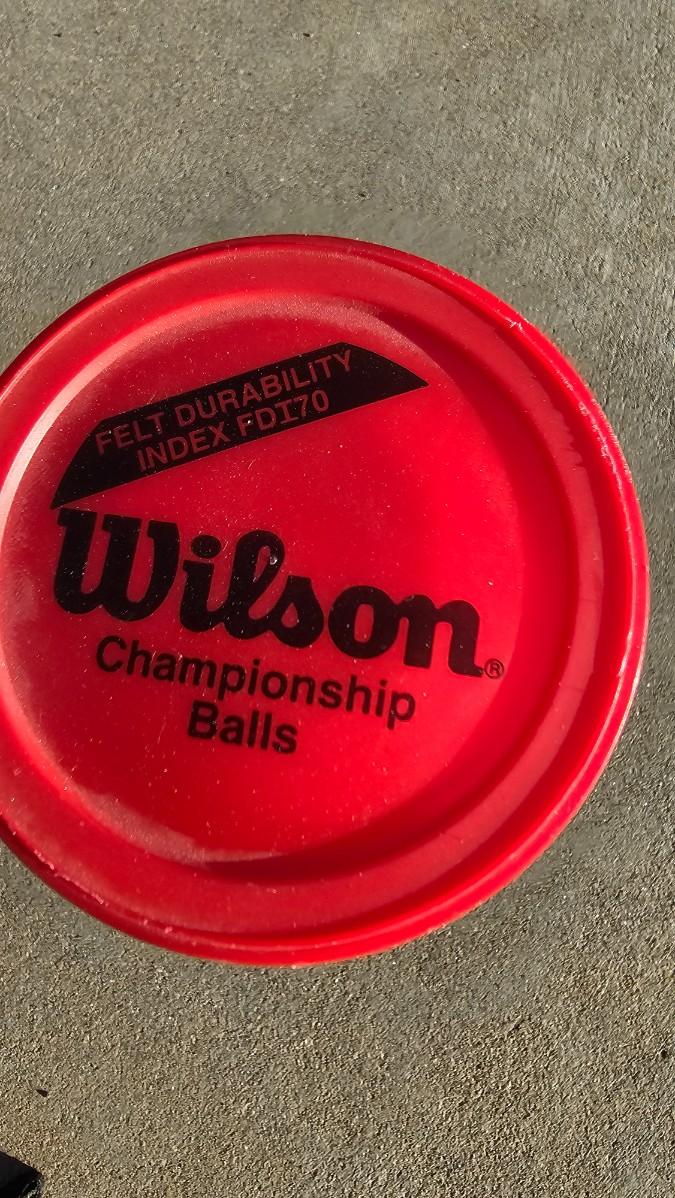 FELT DURABILITY
INDEX FDI70
Wilson®
Championship
Balls